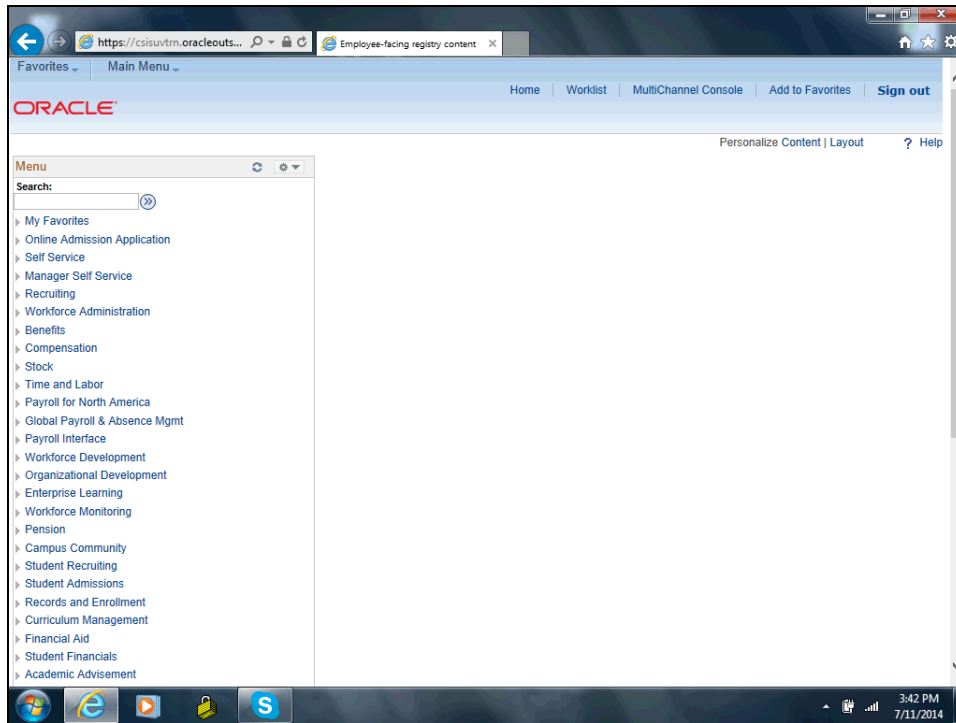 https://csisuvtrn.oracleouts...
Employee-facing registry content
Favorites
Main Menu
Home
Worklist
MultiChannel Console
Add to Favorites
Sign out
ORACLE
Personalize Content | Layout
? Help
Menu
Search:
My Favorites
Online Admission Application
Self Service
Manager Self Service
Recruiting
Workforce Administration
Benefits
Compensation
Stock
Time and Labor
Payroll for North America
Global Payroll & Absence Mgmt
Payroll Interface
Workforce Development
Organizational Development
Enterprise Learning
Workforce Monitoring
Pension
Campus Community
Student Recruiting
Student Admissions
Records and Enrollment
Curriculum Management
Financial Aid
Student Financials
Academic Advisement
3:42 PM
7/11/2014